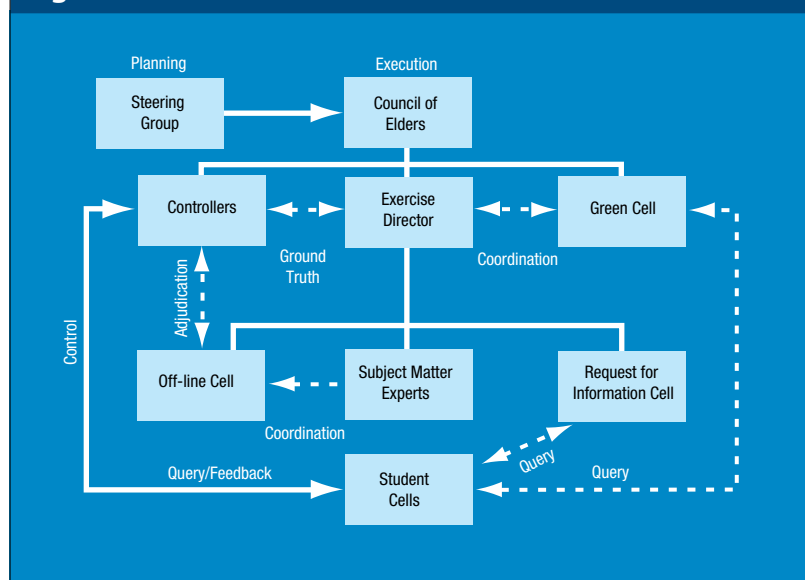 Planning
Execution
Steering
Group
Council of
Elders
Controllers
Exercise
Director
Green Cell
Ground
Truth
Coordination
Adjudication
Control
Off-line Cell
Subject Matter
Experts
Request for
Information Cell
Coordination
Query
Query/Feedback
Student
Cells
Query